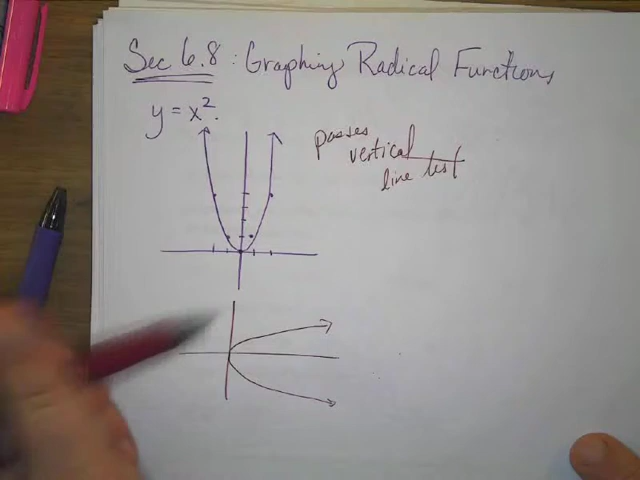 Sec 6.8 : Graphing Radical Functions
y = x².
passes
vertical
line test